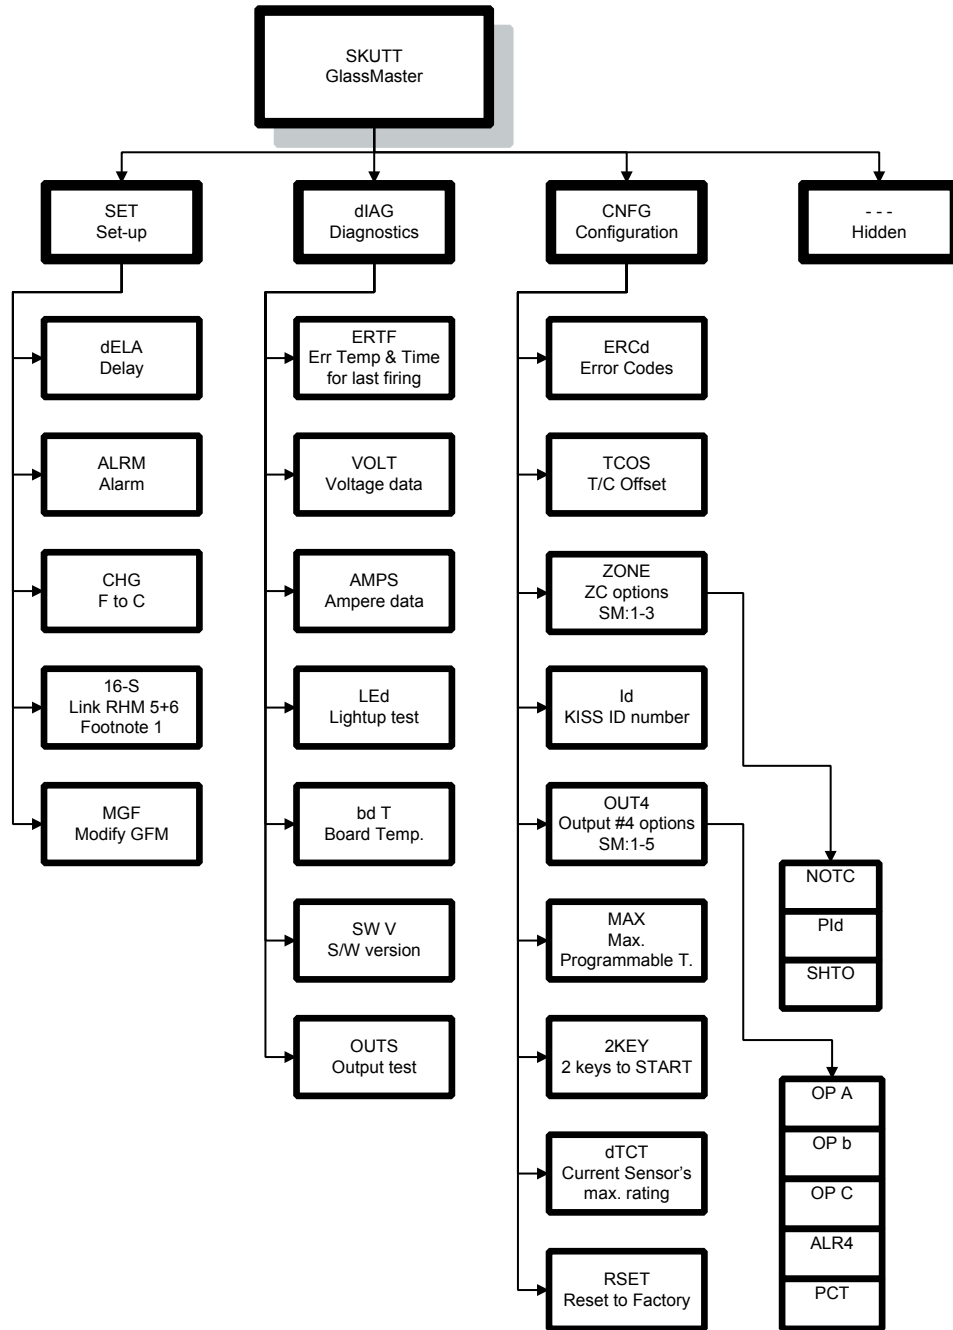 SKUTT
GlassMaster
SET
Set-up
dIAG
Diagnostics
CNFG
Configuration
- - -
Hidden
dELA
Delay
ALRM
Alarm
CHG
F to C
16-S
Link RHM 5+6
Footnote 1
MGF
Modify GFM
ERTF
Err Temp & Time
for last firing
VOLT
Voltage data
AMPS
Ampere data
LEd
Lightup test
bd T
Board Temp.
SW V
S/W version
OUTS
Output test
ERCd
Error Codes
TCOS
T/C Offset
ZONE
ZC options
SM:1-3
Id
KISS ID number
OUT4
Output #4 options
SM:1-5
MAX
Max.
Programmable T.
2KEY
2 keys to START
dTCT
Current Sensor's
max. rating
RSET
Reset to Factory
NOTC
PId
SHTO
OP A
OP b
OP C
ALR4
PCT